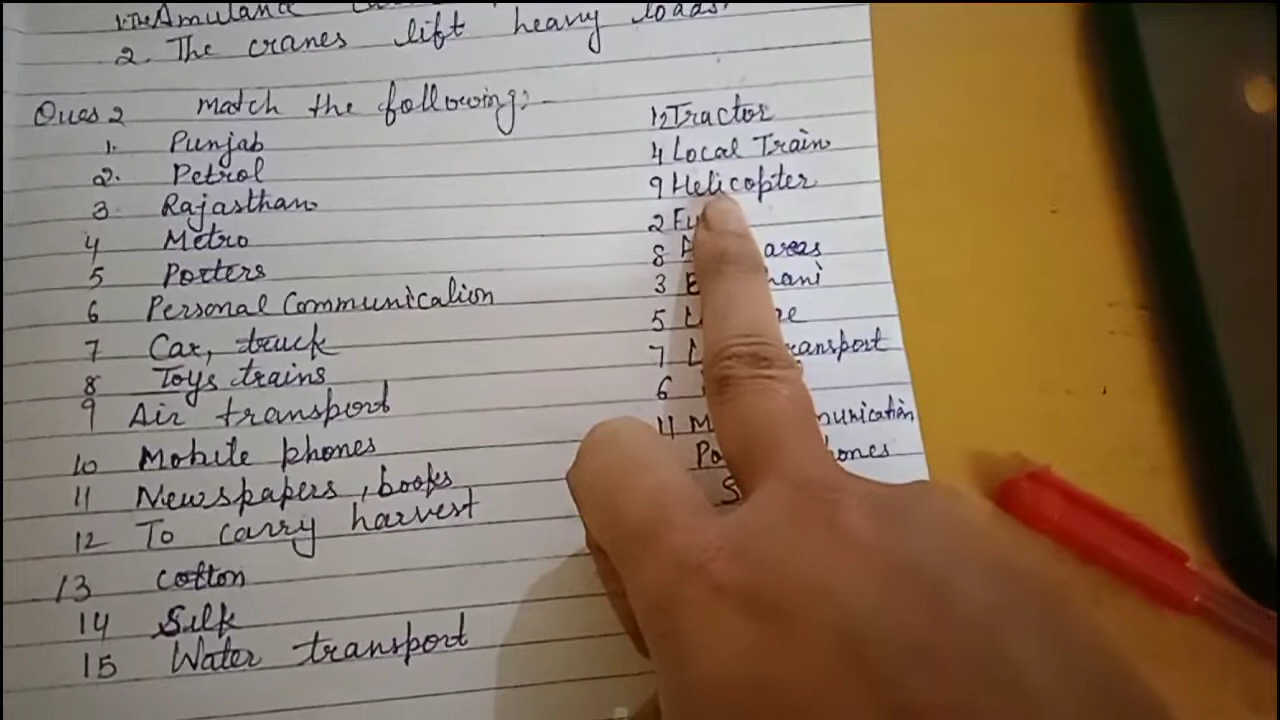 1. The Amulance
2. The cranes lift heavy loads.
Ques 2 Match the following:-
1. Punjab 12 Tractor
2. Petrol 4 Local Train
3. Rajasthan 9 Helicopter
4 Metro 2
5 Porters 8 areas
6 Personal Communication 3
7 Car, truck 5
8 Toys trains 7 transport
9 Air transport 6
10 Mobile phones 11
11 Newspapers, books
12 To carry harvest
13 Cotton
14 Silk
15 Water transport